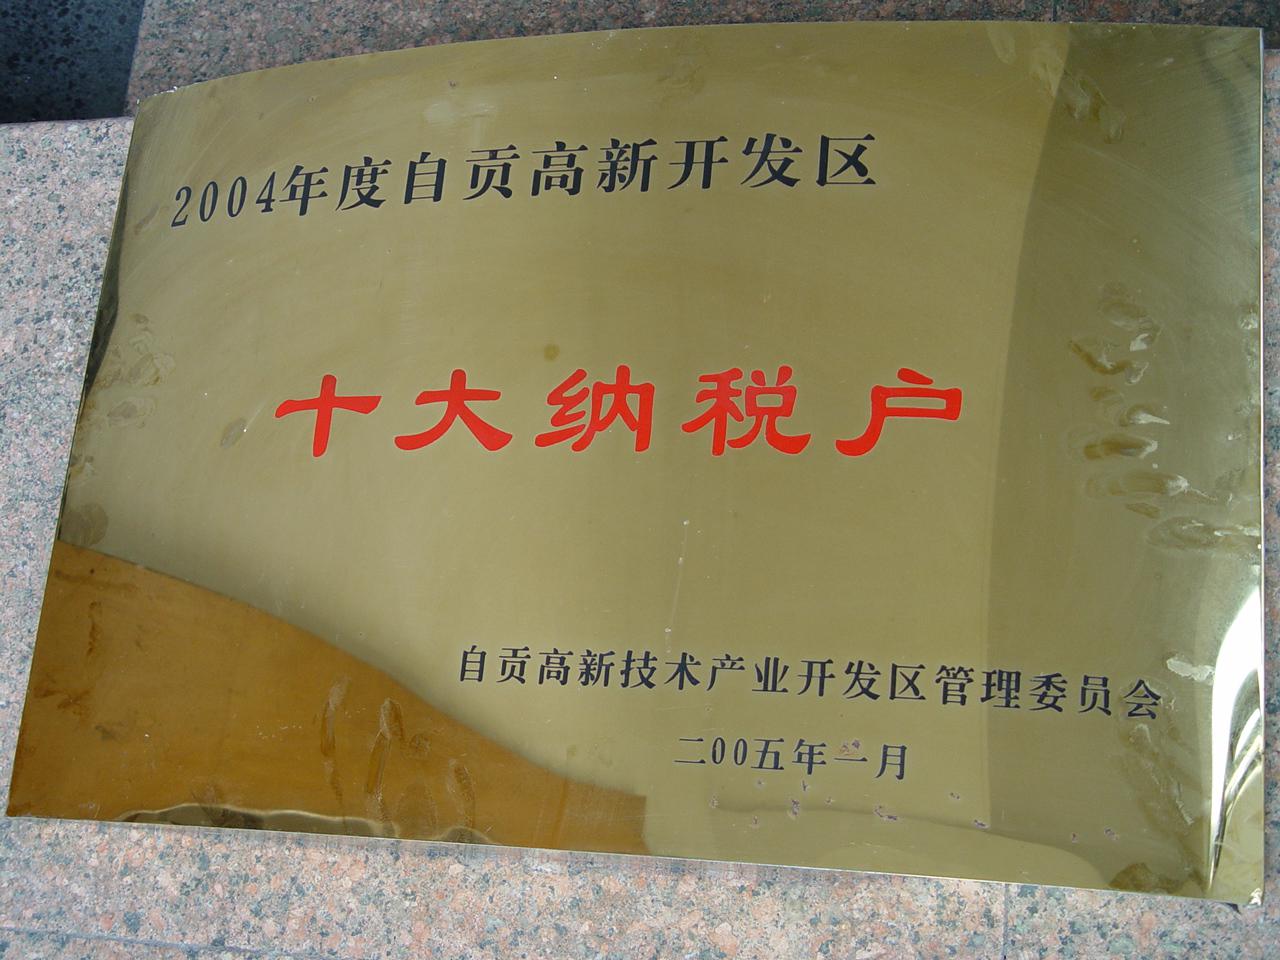 2004年度自贡高新开发区
十大纳税户
自贡高新技术产业开发区管理委员会
二00五年一月